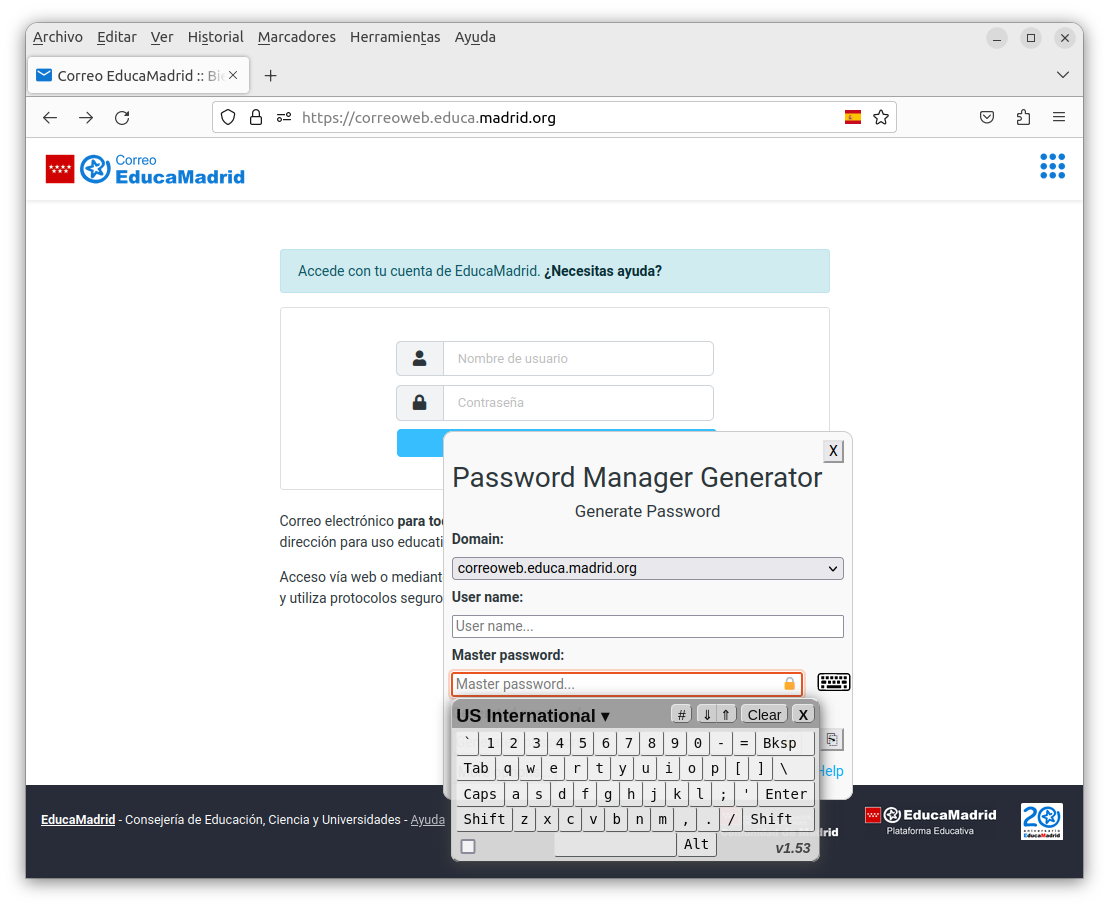 Archivo Editar Ver Historial Marcadores Herramientas Ayuda
Correo EducaMadrid :: Bie
https://correoweb.educa.madrid.org
Correo
EducaMadrid
Accede con tu cuenta de EducaMadrid. ¿Necesitas ayuda?
Nombre de usuario
Contraseña
X
Password Manager Generator
Generate Password
Correo electrónico para to
dirección para uso educati
Domain:
correoweb.educa.madrid.org
Acceso vía web o mediant
y utiliza protocolos seguro
User name:
User name...
Master password:
Master password...
US International ▾ # ⇓ ⇑ Clear X
` 1 2 3 4 5 6 7 8 9 0 - = Bksp
Tab q w e r t y u i o p [ ] \
Help
Caps a s d f g h j k l ; ' Enter
Shift z x c v b n m , . / Shift
Alt
v1.53
EducaMadrid - Consejería de Educación, Ciencia y Universidades - Ayuda
EducaMadrid
Plataforma Educativa
20
aniversario
EducaMadrid